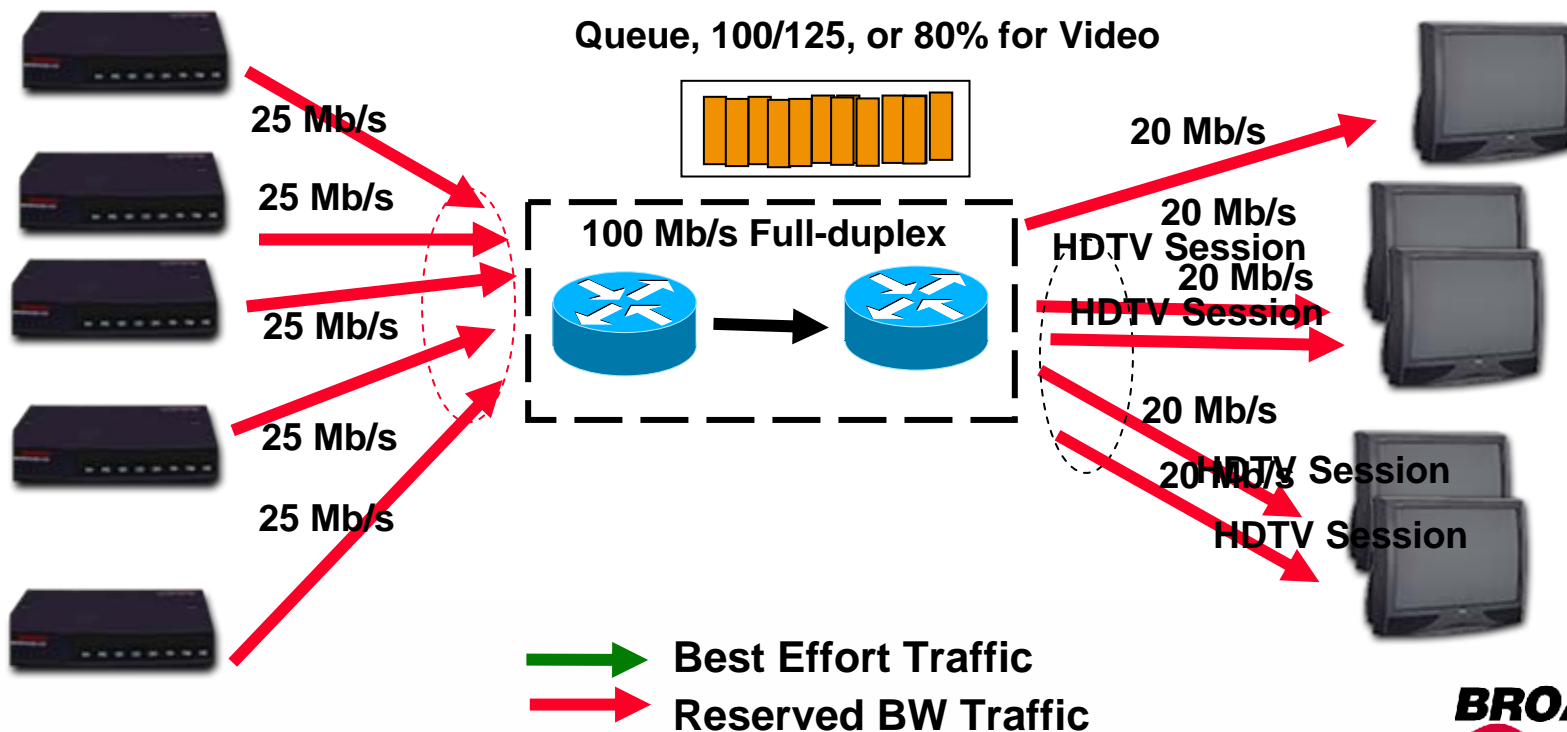 Queue, 100/125, or 80% for Video
25 Mb/s
25 Mb/s
25 Mb/s
25 Mb/s
25 Mb/s
100 Mb/s Full-duplex
20 Mb/s
20 Mb/s
HDTV Session
20 Mb/s
HDTV Session
20 Mb/s
20 Mb/s
HDTV Session
HDTV Session
Best Effort Traffic
Reserved BW Traffic